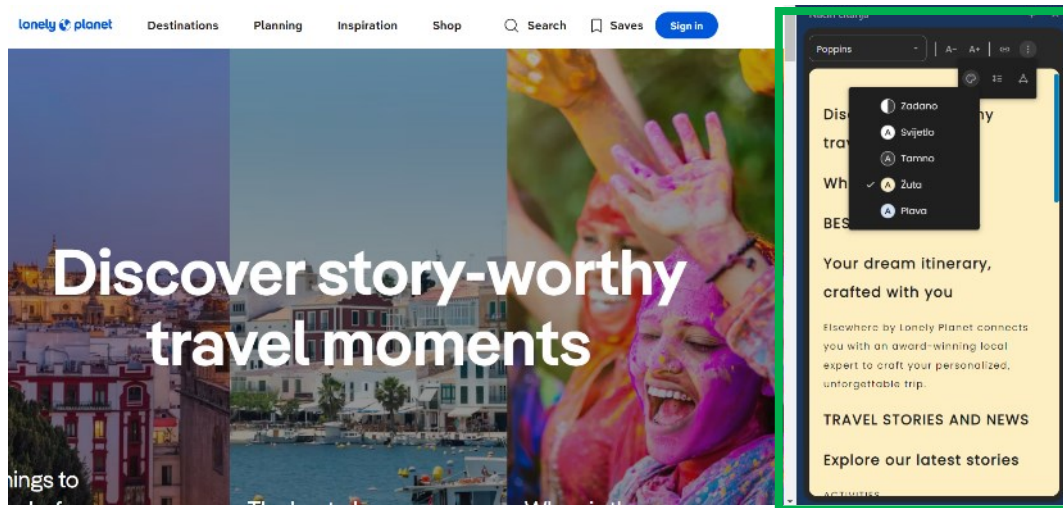 lonely planet
Destinations
Planning
Inspiration
Shop
Search
Saves
Sign in
Discover story-worthy
travel moments
Poppins
A-
A+
Zadano
Svijetlo
Tamno
Žuta
Plava
BES
Your dream itinerary,
crafted with you
Elsewhere by Lonely Planet connects
you with an award-winning local
expert to craft your personalized,
unforgettable trip.
TRAVEL STORIES AND NEWS
Explore our latest stories
ACTIVITIES